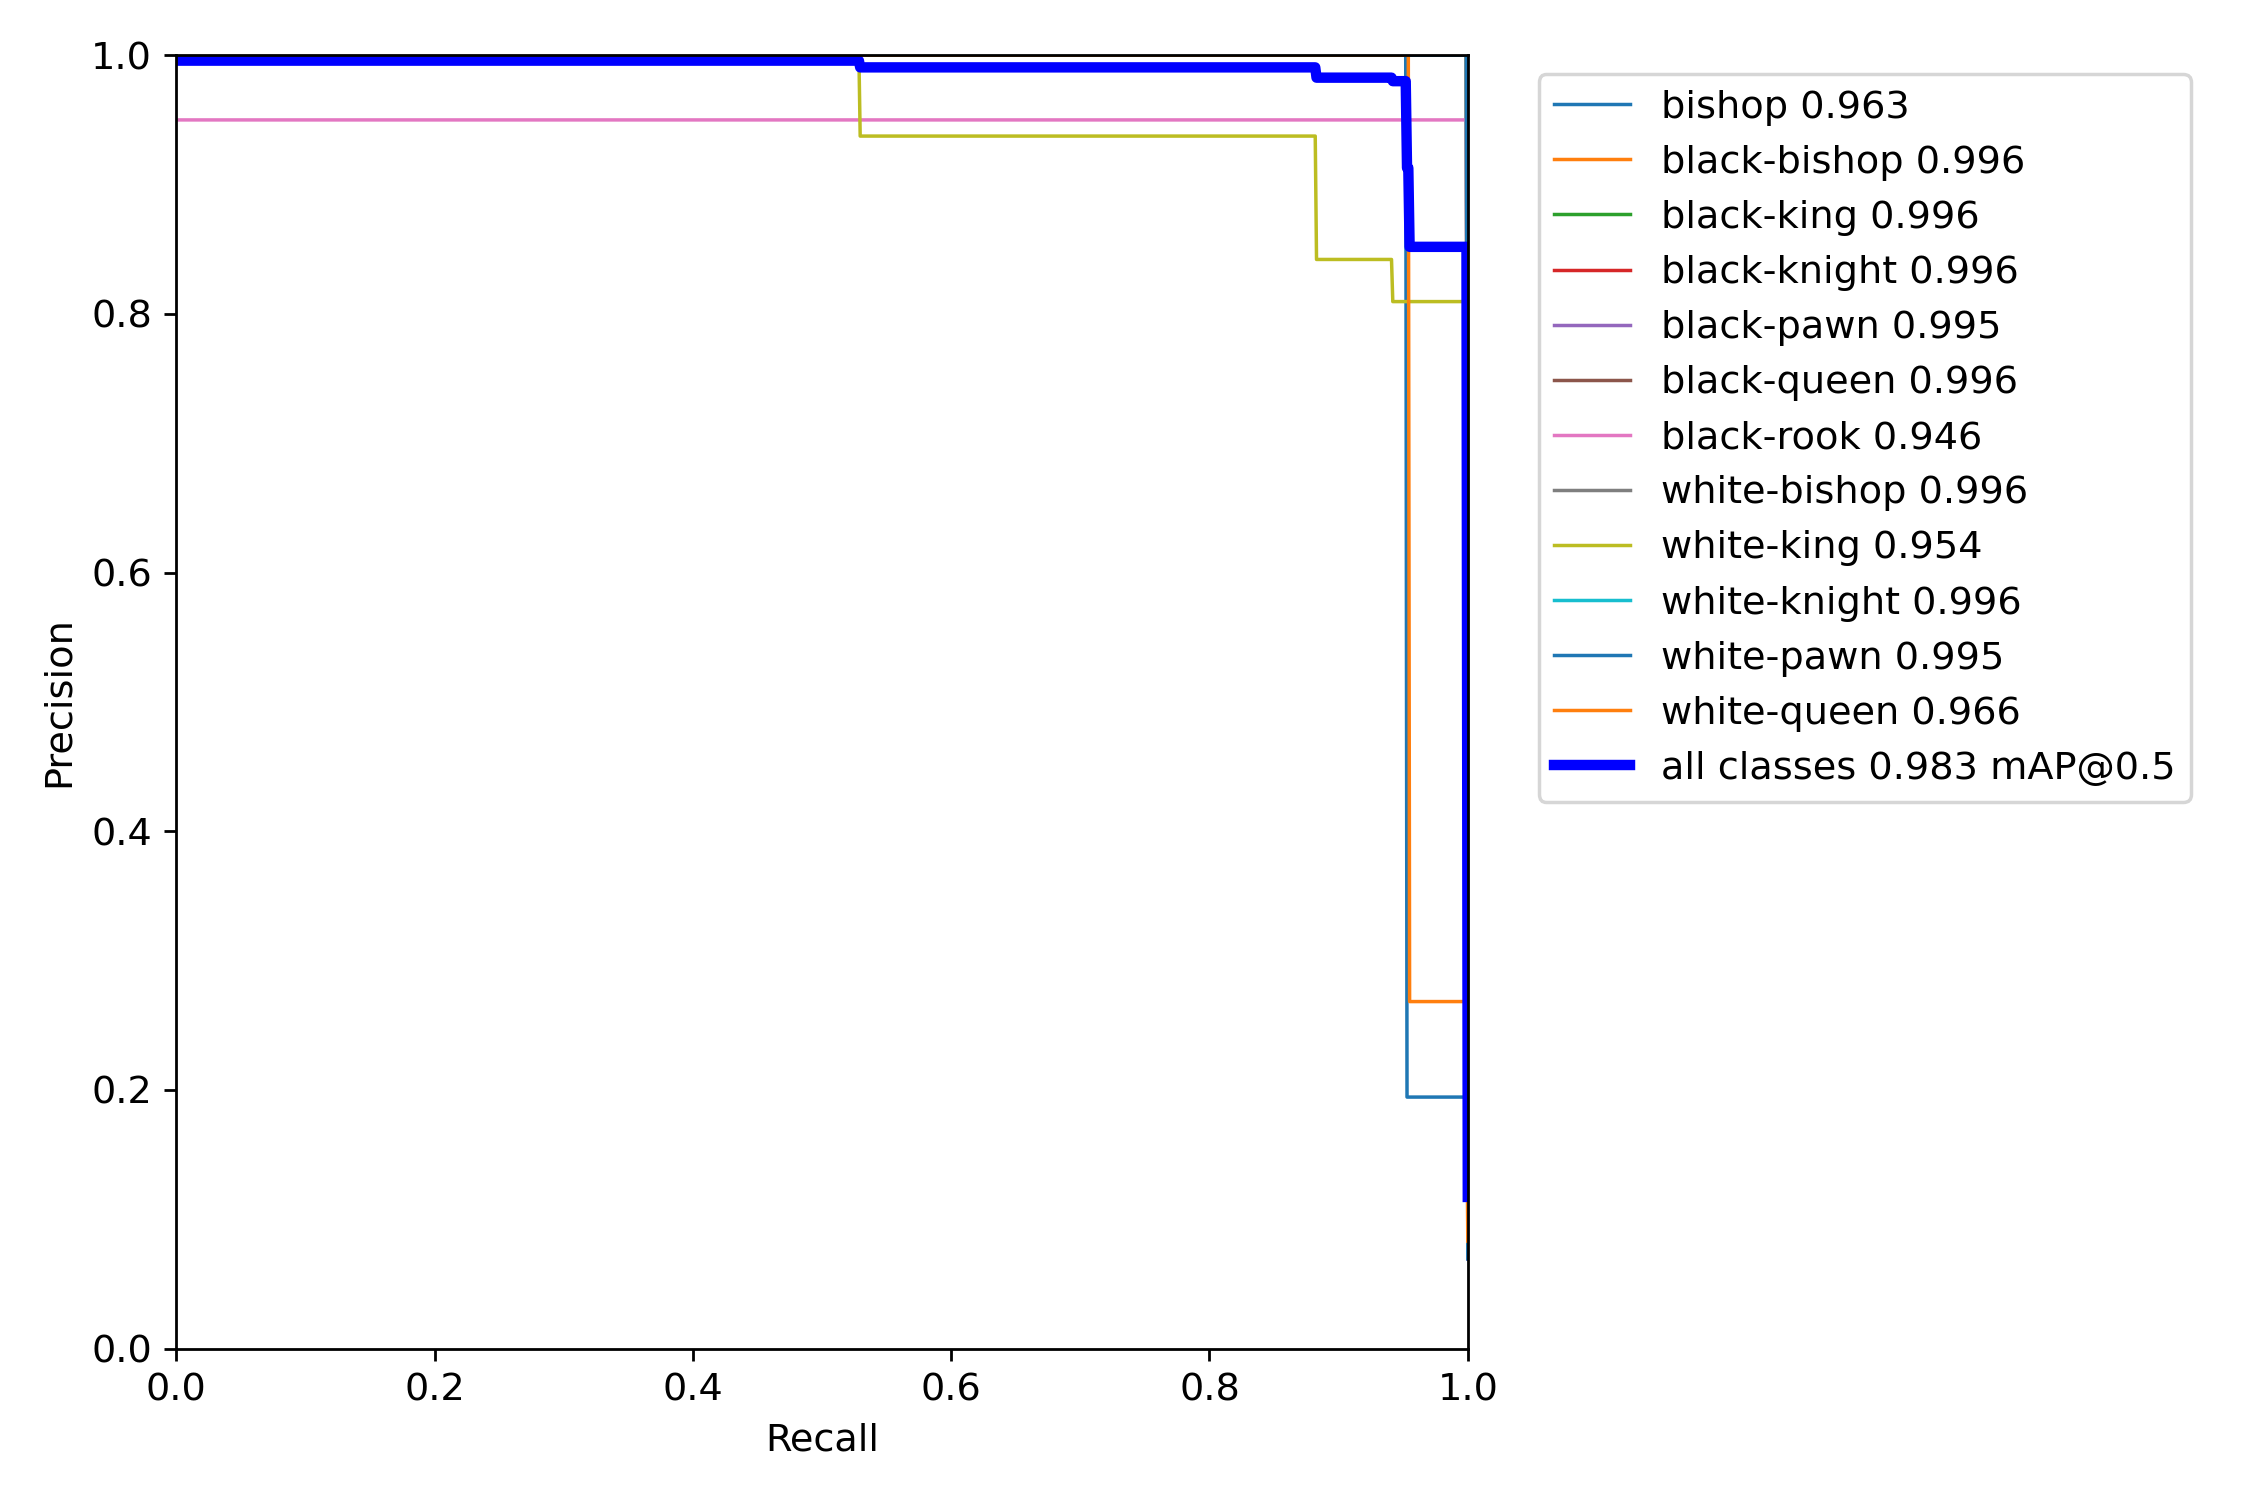 1.0
0.8
0.6
0.4
0.2
0.0
0.0 0.2 0.4 0.6 0.8 1.0
Precision
Recall
bishop 0.963
black-bishop 0.996
black-king 0.996
black-knight 0.996
black-pawn 0.995
black-queen 0.996
black-rook 0.946
white-bishop 0.996
white-king 0.954
white-knight 0.996
white-pawn 0.995
white-queen 0.966
all classes 0.983 mAP@0.5